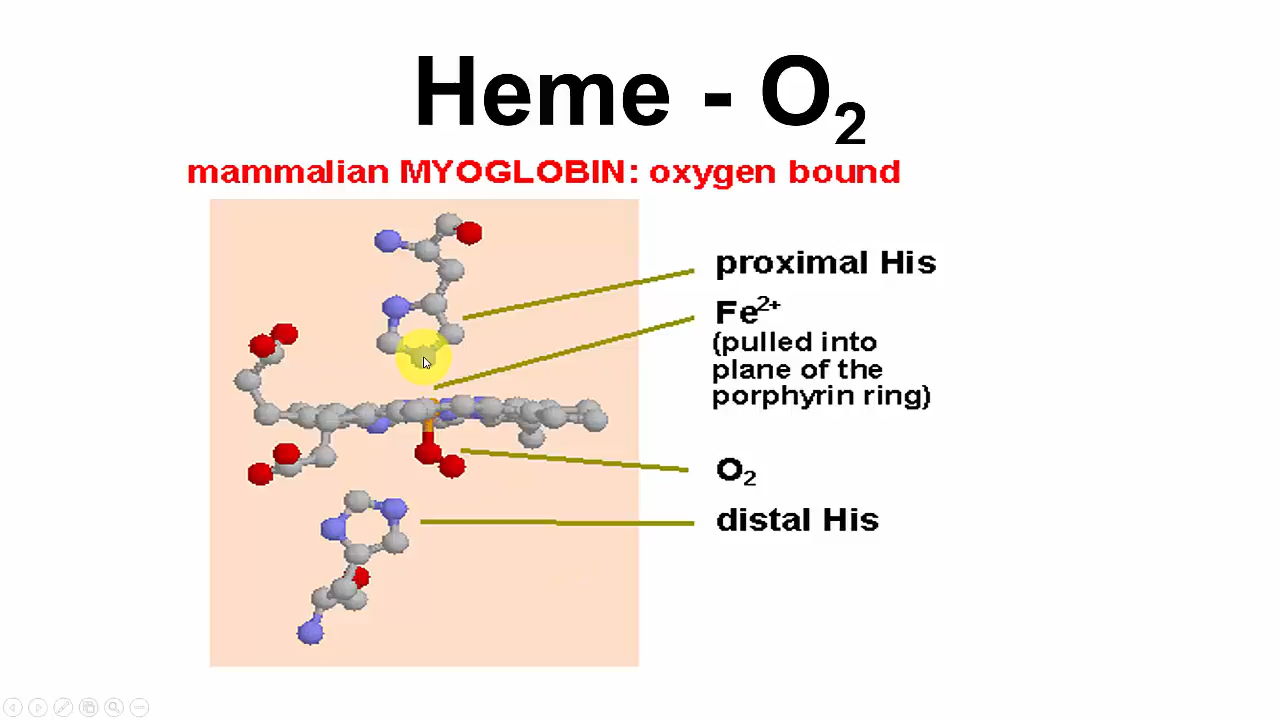 Heme - O₂
mammalian MYOGLOBIN: oxygen bound
proximal His
Fe²⁺
(pulled into
plane of the
porphyrin ring)
O₂
distal His